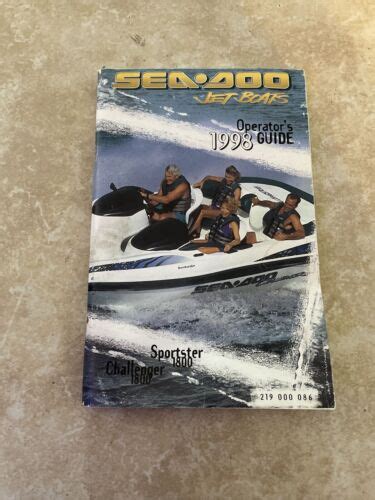 SEA•DOO
JET BOATS
Operator's
1998 GUIDE
SEA•DOO
Sportster
1800
Challenger
1800
219 000 086